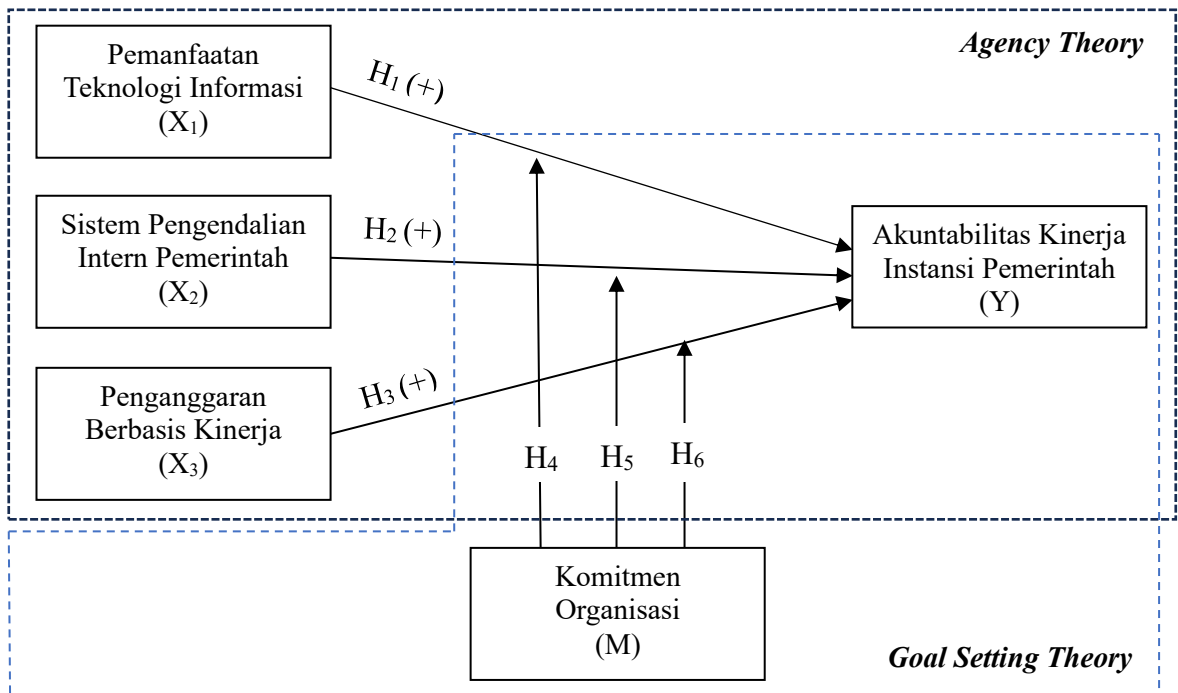 Agency Theory
Pemanfaatan
Teknologi Informasi
(X₁)
H₁ (+)
Sistem Pengendalian
Intern Pemerintah
(X₂)
H₂ (+)
Akuntabilitas Kinerja
Instansi Pemerintah
(Y)
Penganggaran
Berbasis Kinerja
(X₃)
H₃ (+)
H₄
H₅
H₆
Komitmen
Organisasi
(M)
Goal Setting Theory